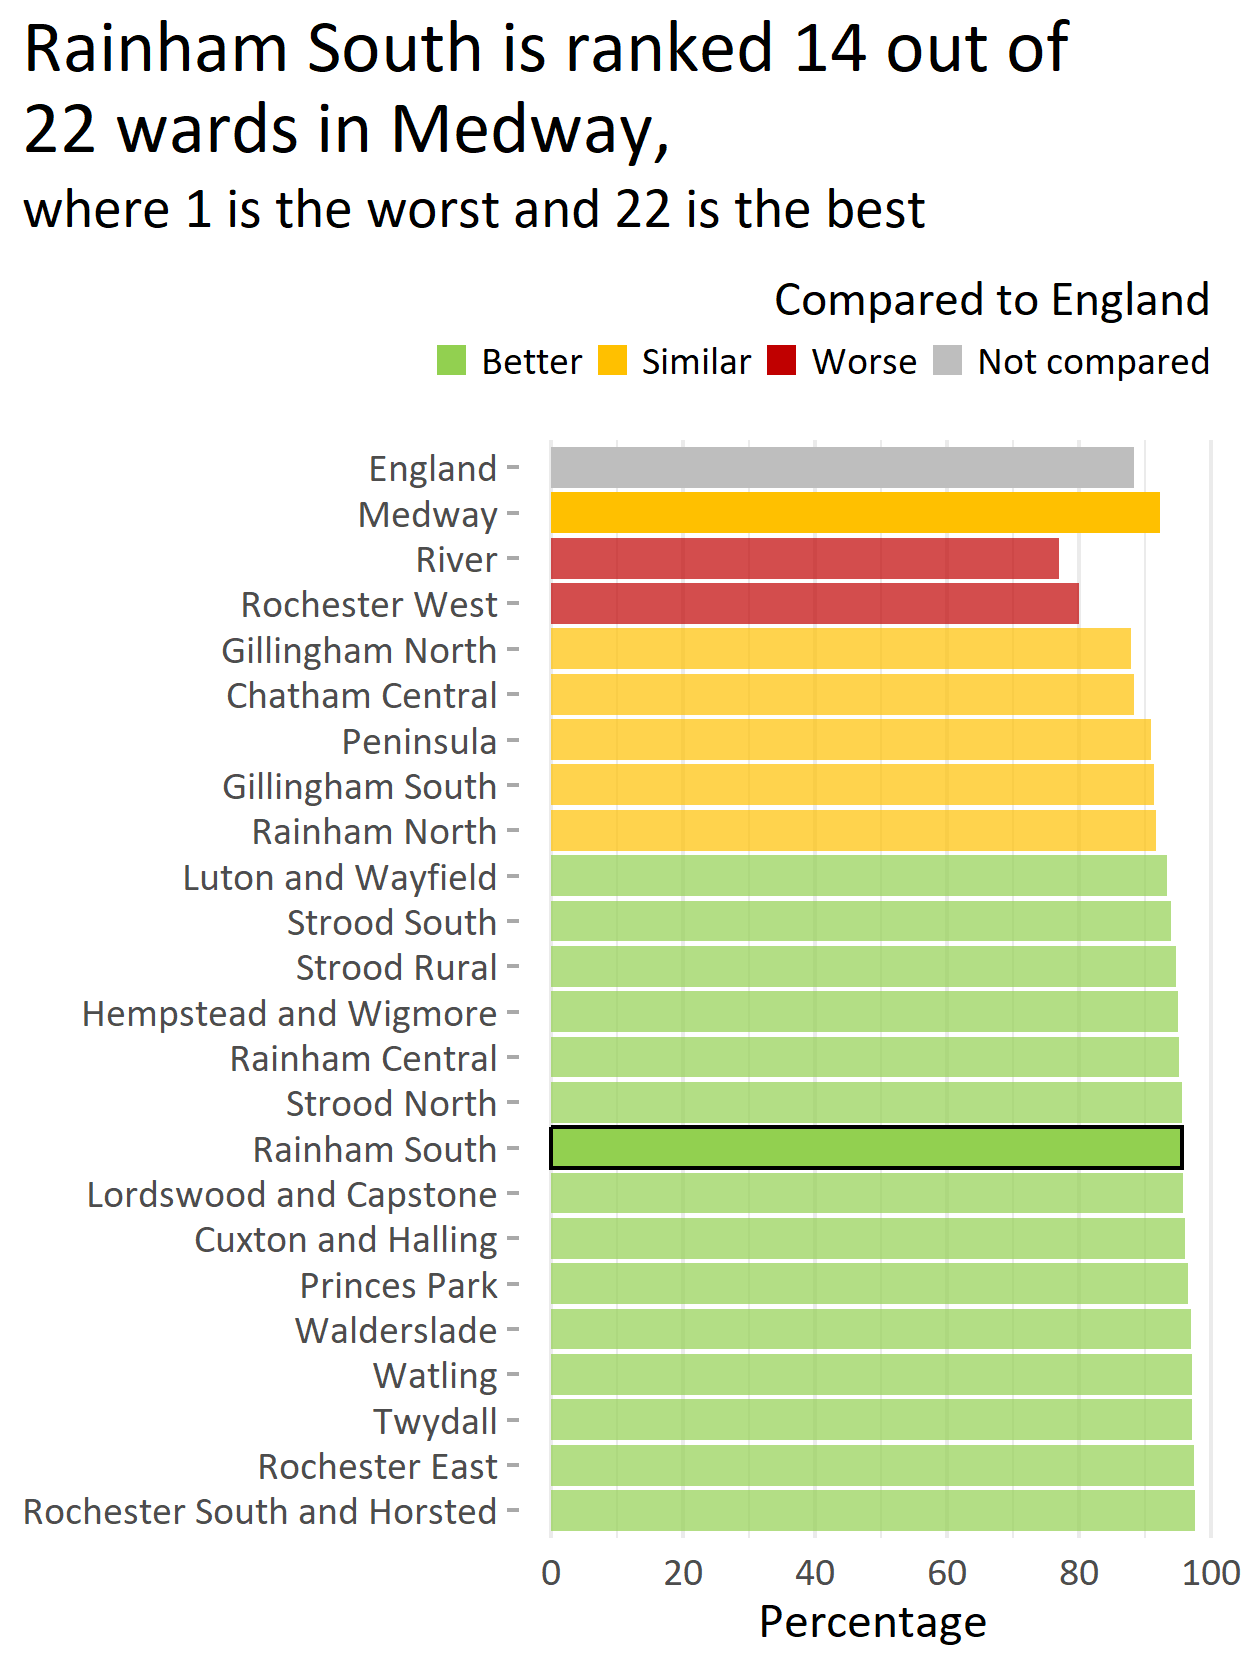 Rainham South is ranked 14 out of
22 wards in Medway,
where 1 is the worst and 22 is the best
Compared to England
Better Similar Worse Not compared
England
Medway
River
Rochester West
Gillingham North
Chatham Central
Peninsula
Gillingham South
Rainham North
Luton and Wayfield
Strood South
Strood Rural
Hempstead and Wigmore
Rainham Central
Strood North
Rainham South
Lordswood and Capstone
Cuxton and Halling
Princes Park
Walderslade
Watling
Twydall
Rochester East
Rochester South and Horsted
0 20 40 60 80 100
Percentage